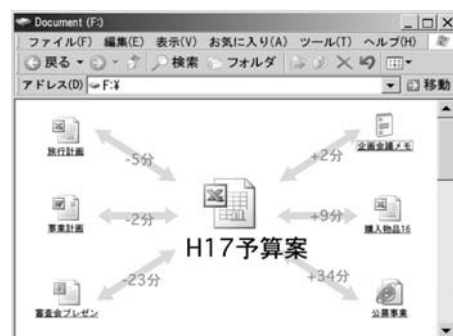 Document (F:)
ファイル(F) 編集(E) 表示(V) お気に入り(A) ツール(T) ヘルプ(H)
戻る 検索 フォルダ
アドレス(D) F:¥ 移動
旅行計画 -5分 +2分 企画会議メモ
事業計画 -2分 +9分 購入物品16
H17予算案
審査会プレゼン -23分 +34分 公募事業